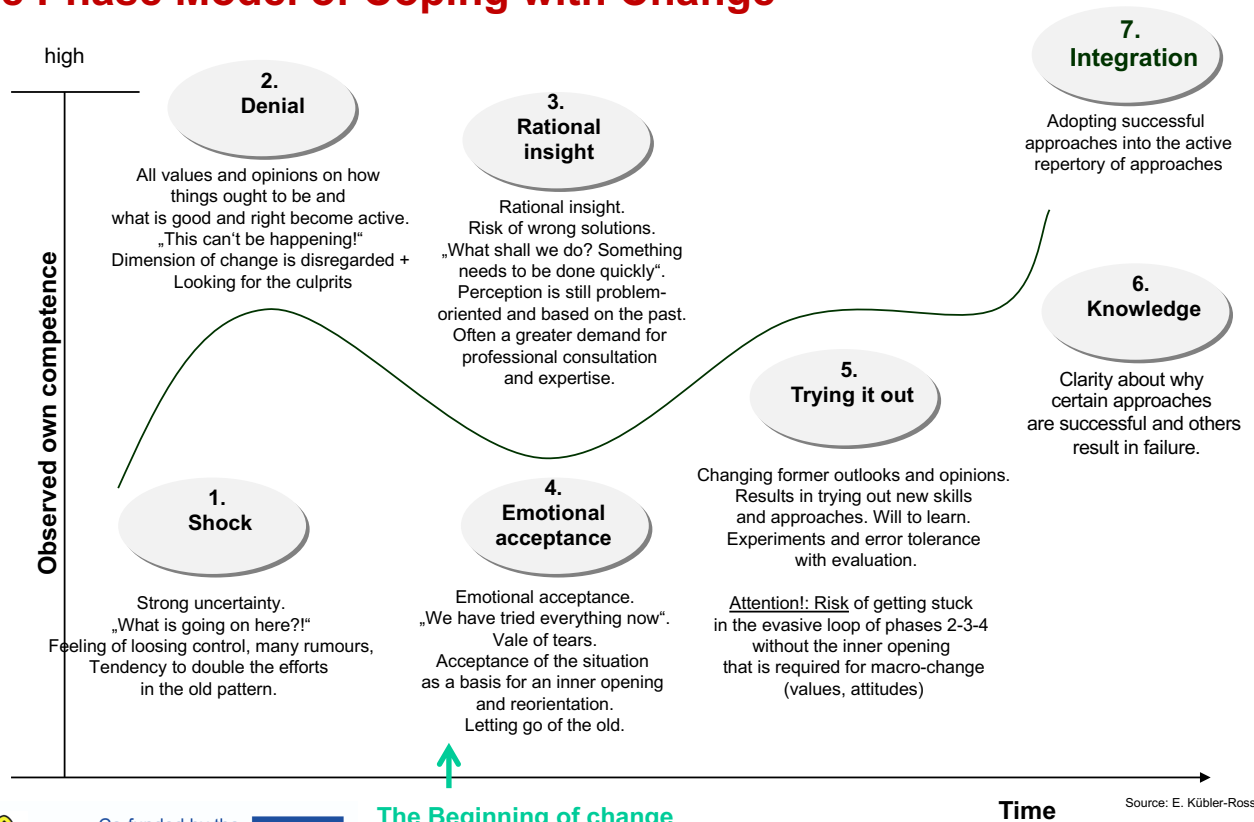 Phase Model of Coping with Change
high
2.
Denial
All values and opinions on how
things ought to be and
what is good and right become active.
„This can‘t be happening!“
Dimension of change is disregarded +
Looking for the culprits
3.
Rational
insight
Rational insight.
Risk of wrong solutions.
„What shall we do? Something
needs to be done quickly“.
Perception is still problem-
oriented and based on the past.
Often a greater demand for
professional consultation
and expertise.
7.
Integration
Adopting successful
approaches into the active
repertory of approaches
Observed own competence
6.
Knowledge
Clarity about why
certain approaches
are successful and others
result in failure.
5.
Trying it out
Changing former outlooks and opinions.
Results in trying out new skills
and approaches. Will to learn.
Experiments and error tolerance
with evaluation.
Attention!: Risk of getting stuck
in the evasive loop of phases 2-3-4
without the inner opening
that is required for macro-change
(values, attitudes)
1.
Shock
Strong uncertainty.
„What is going on here?!“
Feeling of loosing control, many rumours,
Tendency to double the efforts
in the old pattern.
4.
Emotional
acceptance
Emotional acceptance.
„We have tried everything now“.
Vale of tears.
Acceptance of the situation
as a basis for an inner opening
and reorientation.
Letting go of the old.
The Beginning of change
Time
Source: E. Kübler-Ross
Co-funded by the